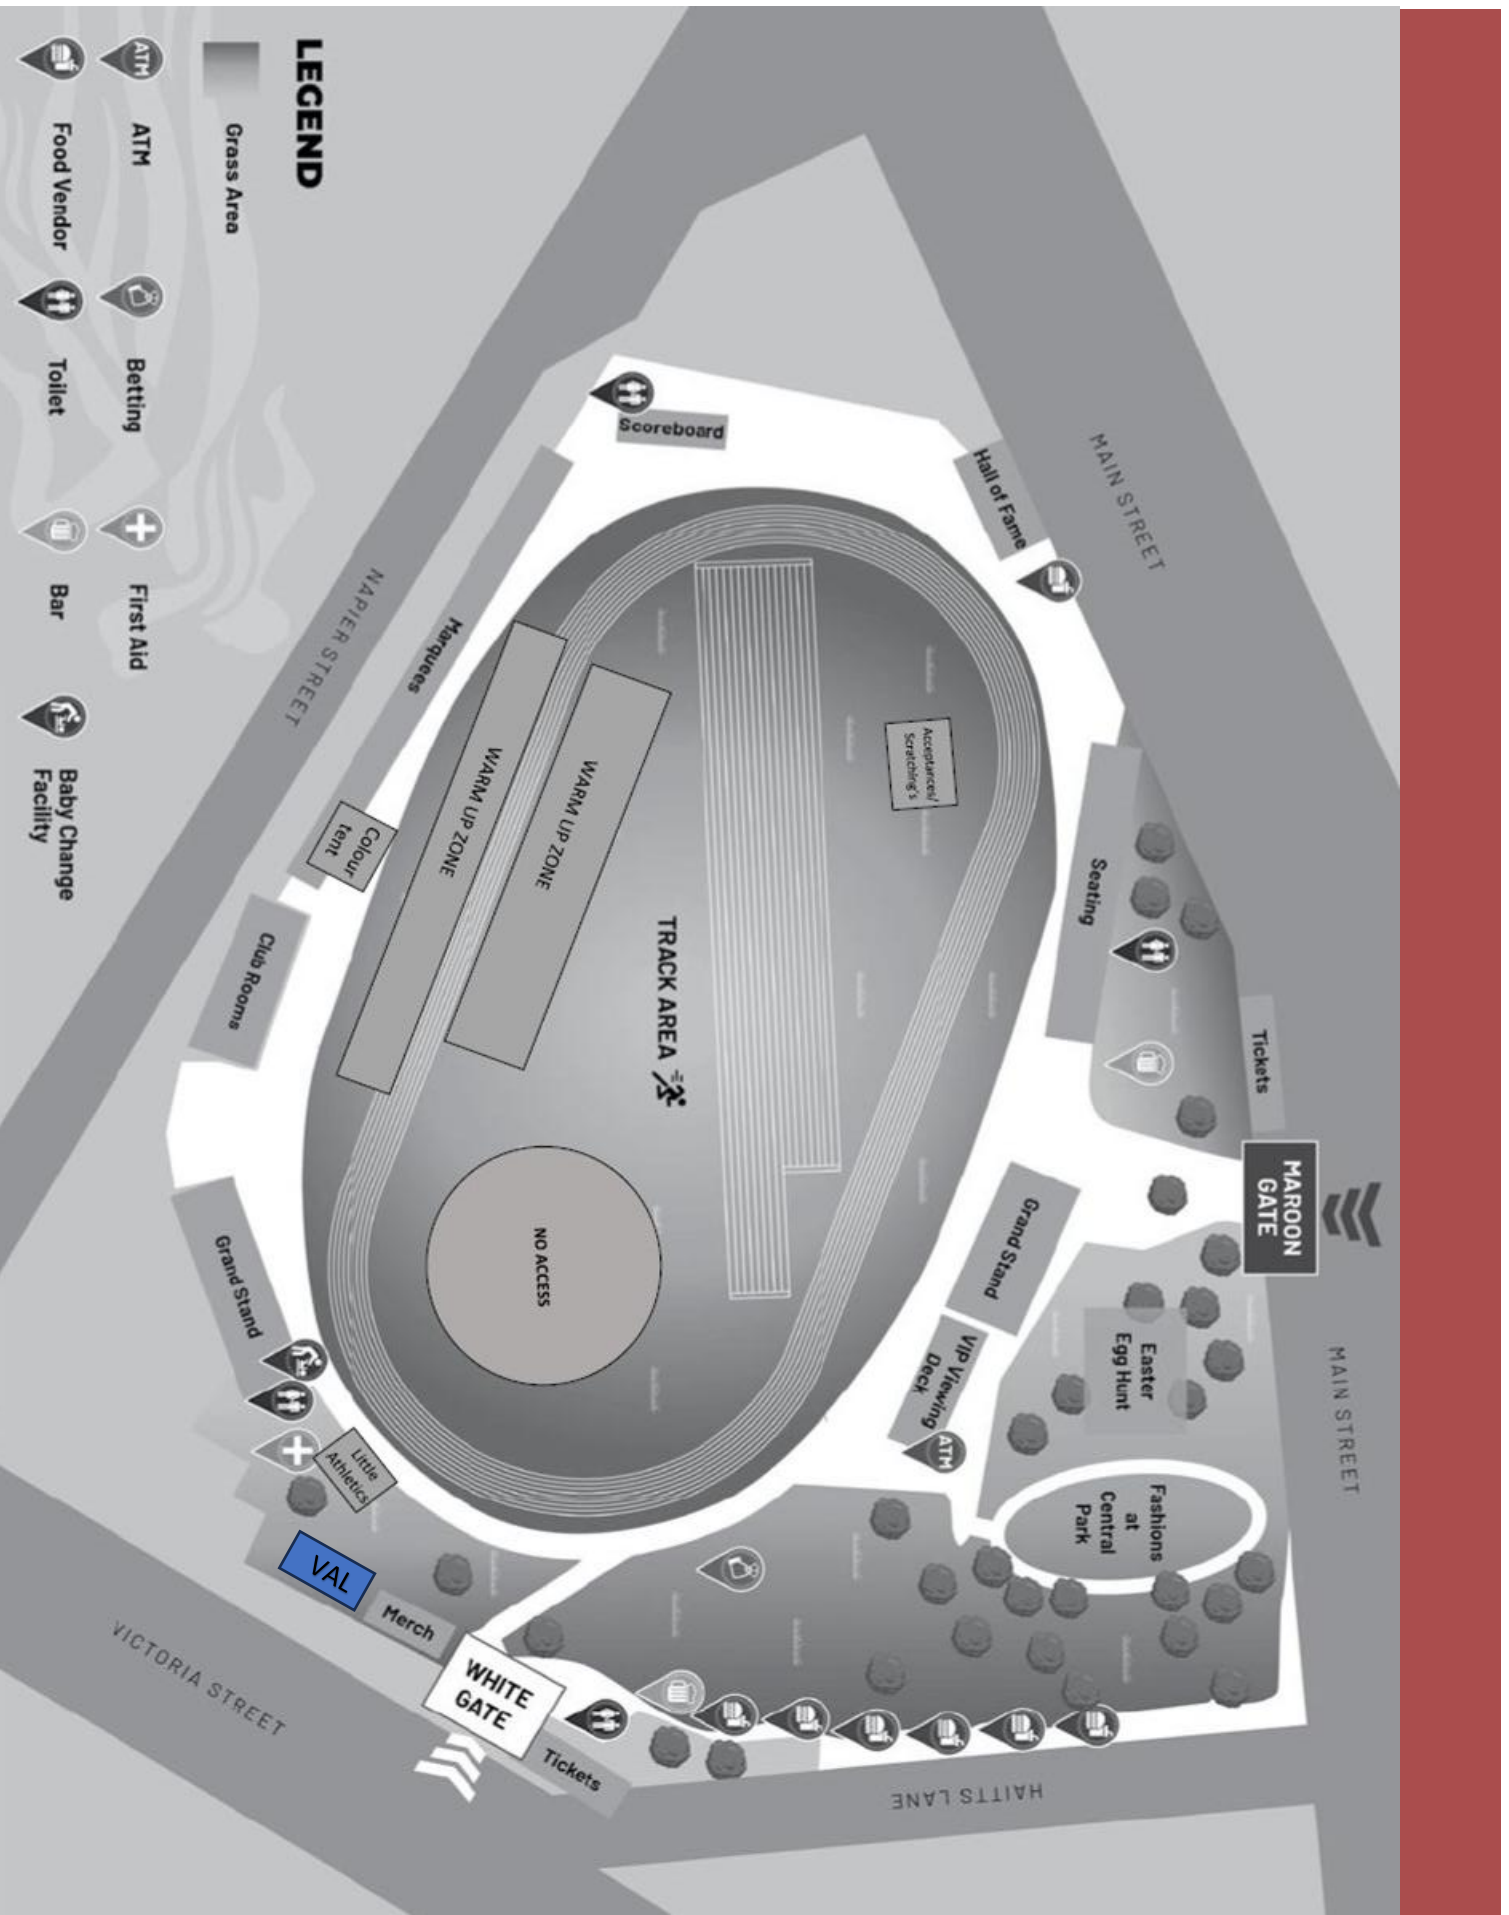 LEGEND
Grass Area
ATM
ATM
Betting
First Aid
Food Vendor
Toilet
Bar
Baby Change
Facility
MAIN STREET
Hall of Fame
Scoreboard
NAPIER STREET
Marquees
WARM UP ZONE
WARM UP ZONE
Acceptances/
Scratching's
Seating
Colour
tent
Club Rooms
TRACK AREA
Tickets
MAROON
GATE
NO ACCESS
Grand Stand
Grand Stand
VIP Viewing
Deck
ATM
Easter
Egg Hunt
MAIN STREET
Fashions
at
Central
Park
Little
Athletics
VAL
Merch
WHITE
GATE
Tickets
VICTORIA STREET
HAITTS LANE